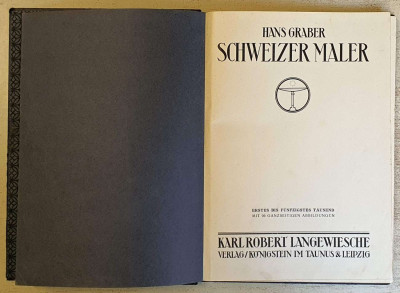 HANS GRABER
SCHWEIZER MALER
ERSTES BIS FÜNFZIGSTES TAUSEND
MIT 90 GANZSEITIGEN ABBILDUNGEN
KARL ROBERT LANGEWIESCHE
VERLAG/KÖNIGSTEIN IM TAUNUS & LEIPZIG